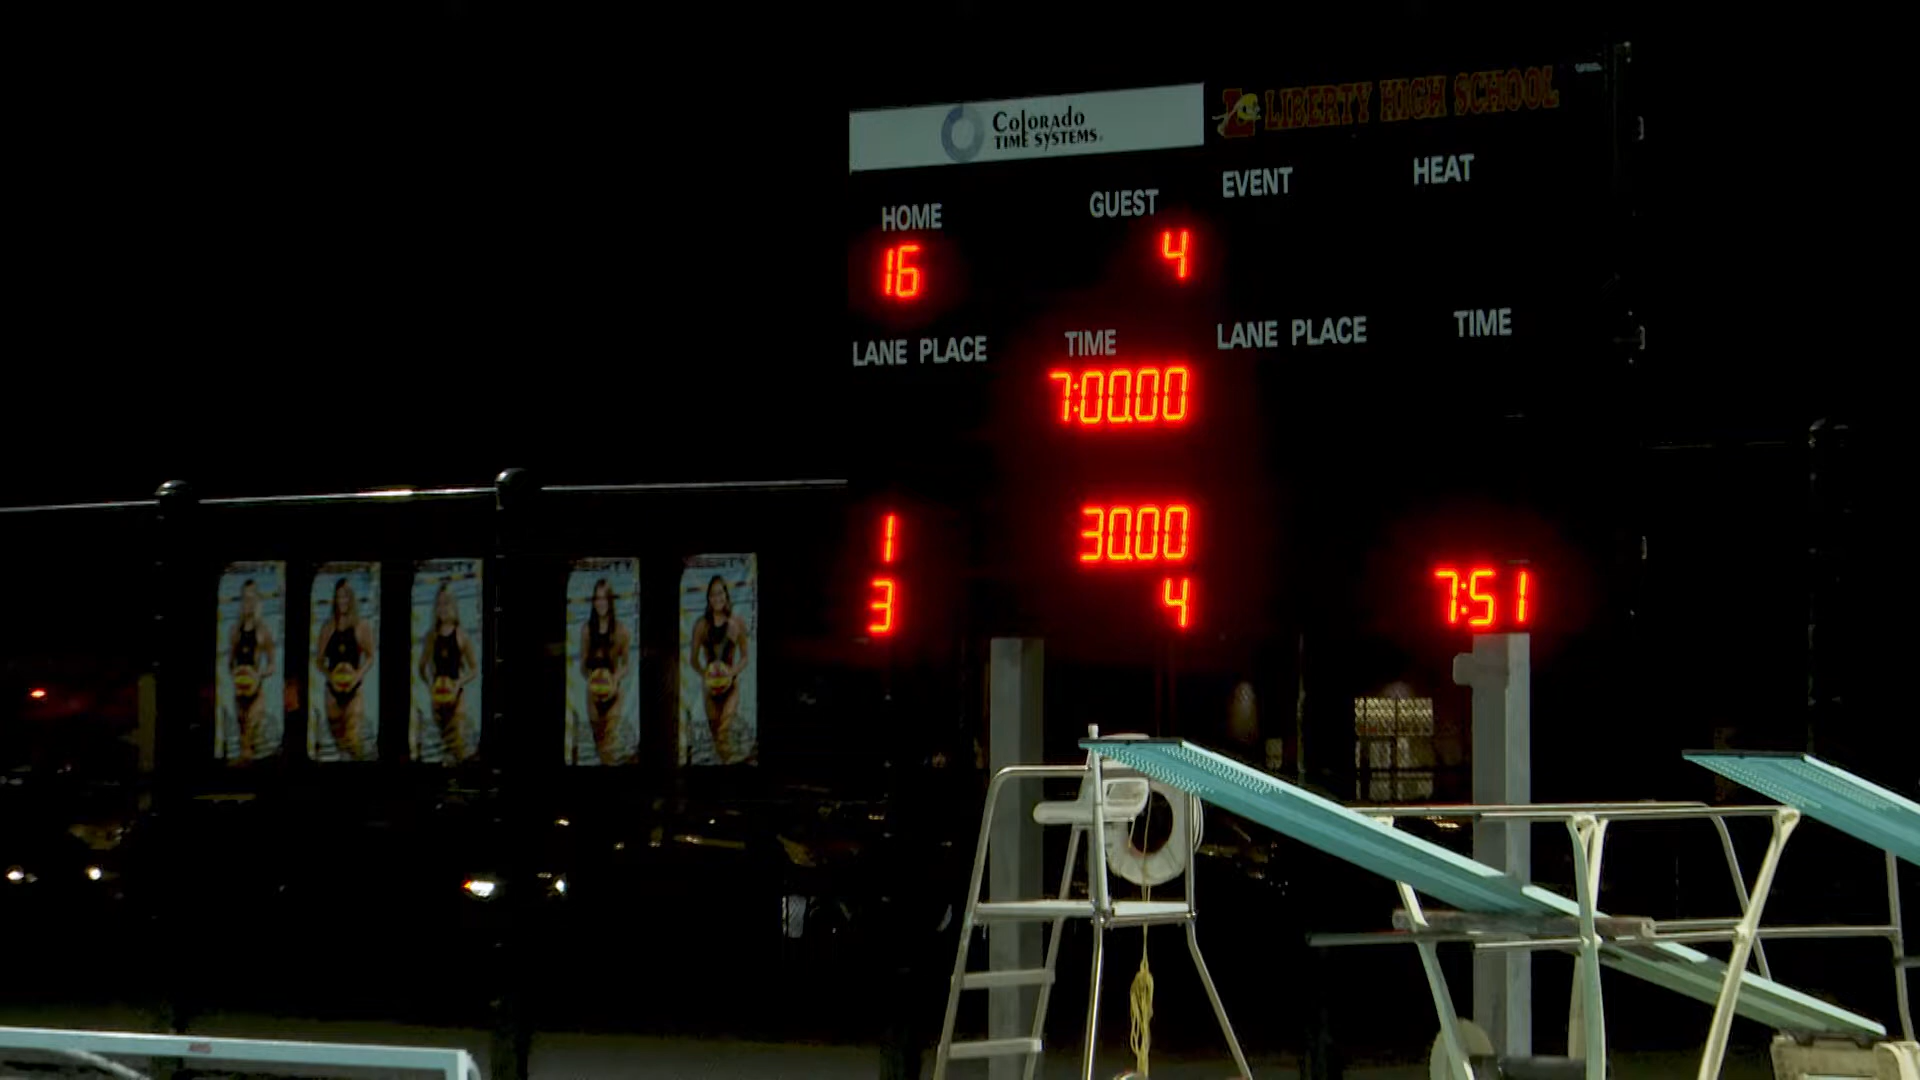 Colorado
TIME SYSTEMS
LIBERTY HIGH SCHOOL
EVENT HEAT
HOME GUEST
16 4
LANE PLACE TIME LANE PLACE TIME
7:00.00
1 30.00
3 4 7:51